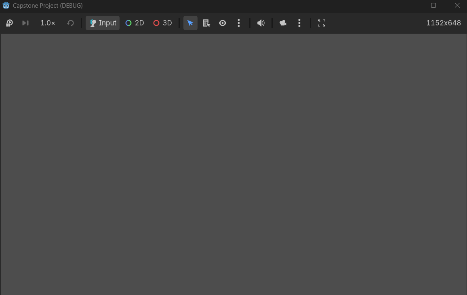 Capstone Project (DEBUG)
1.0× Input 2D 3D 1152x648